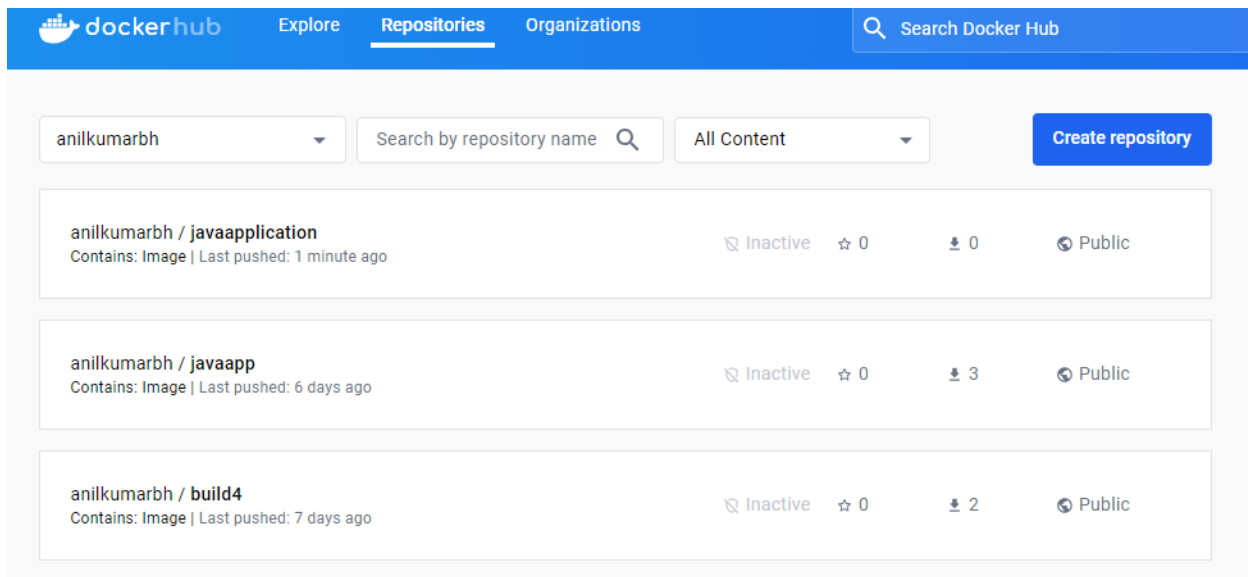 dockerhub Explore Repositories Organizations Search Docker Hub
anilkumarbh Search by repository name All Content Create repository
anilkumarbh / javaapplication
Contains: Image | Last pushed: 1 minute ago
Inactive 0 0 Public
anilkumarbh / javaapp
Contains: Image | Last pushed: 6 days ago
Inactive 0 3 Public
anilkumarbh / build4
Contains: Image | Last pushed: 7 days ago
Inactive 0 2 Public